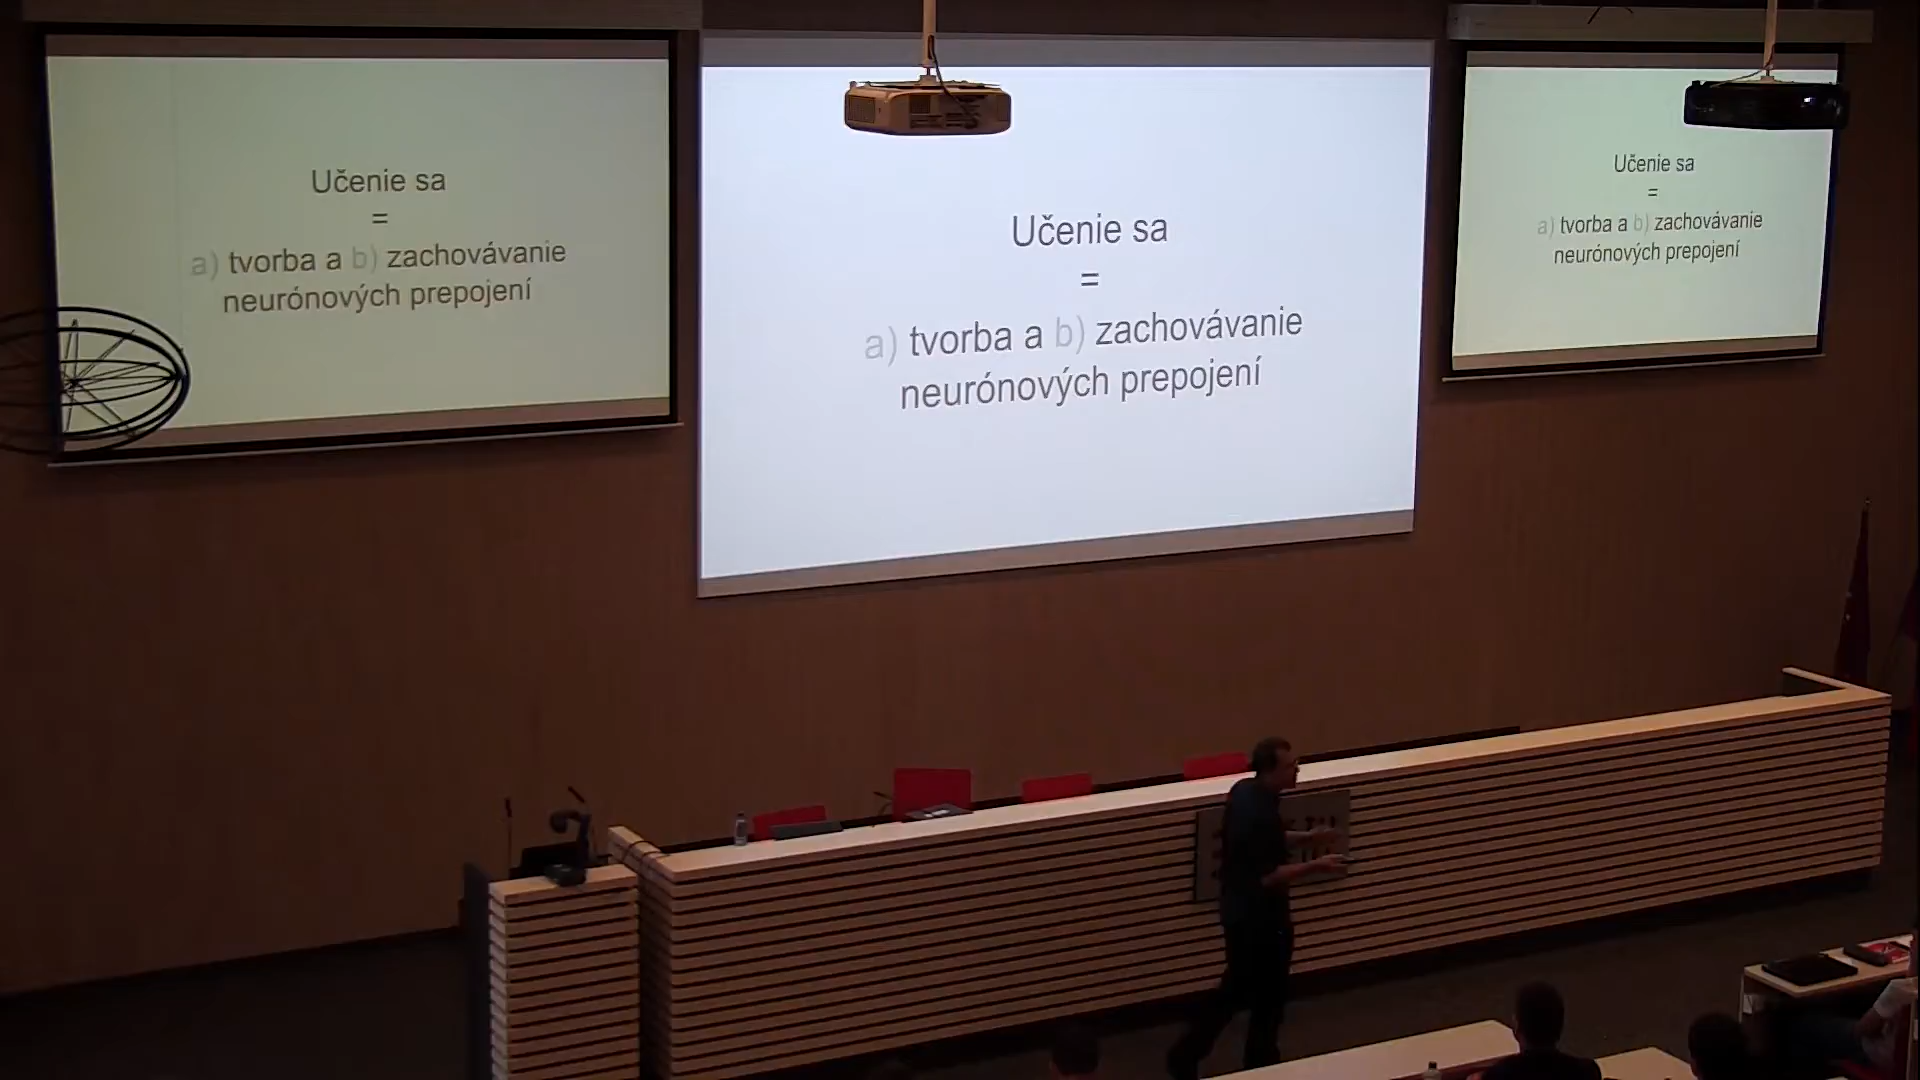 Učenie sa
=
a) tvorba a b) zachovávanie
neurónových prepojení
Učenie sa
=
a) tvorba a b) zachovávanie
neurónových prepojení
Učenie sa
=
a) tvorba a b) zachovávanie
neurónových prepojení